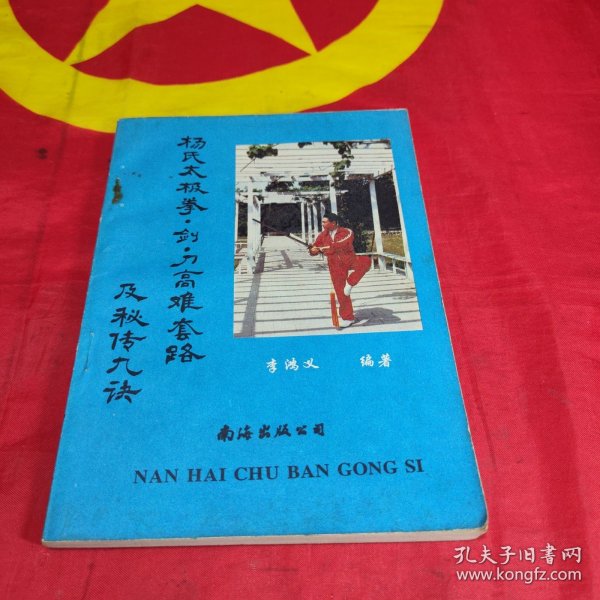 杨氏太极拳·剑·刀高难套路
及秘传九诀
李鸿义 编著
南海出版公司
NAN HAI CHU BAN GONG SI
孔夫子旧书网
www.kongfz.com